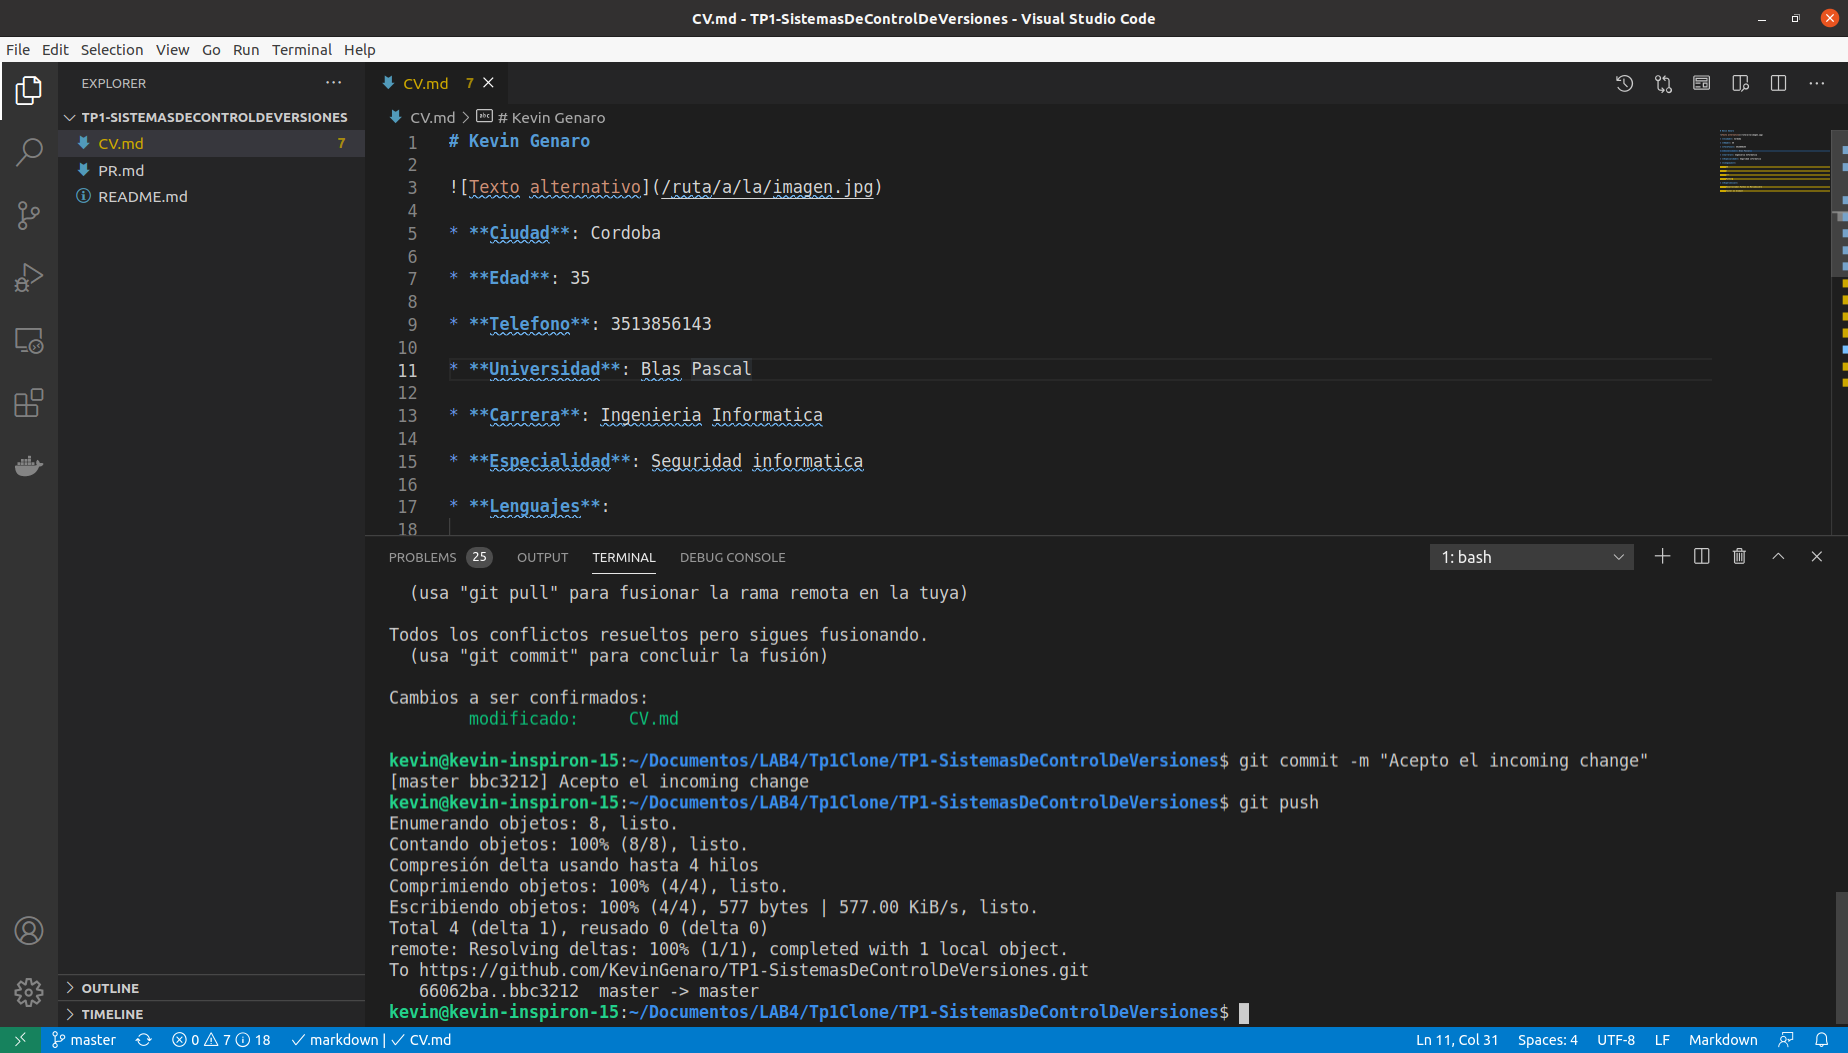 CV.md - TP1-SistemasDeControlDeVersiones - Visual Studio Code
File Edit Selection View Go Run Terminal Help
EXPLORER
TP1-SISTEMASDECONTROLDEVERSIONES
CV.md 7
PR.md
README.md
OUTLINE
TIMELINE
CV.md 7
CV.md > # Kevin Genaro
1 # Kevin Genaro
2
3 ![Texto alternativo](/ruta/a/la/imagen.jpg)
4
5 * **Ciudad**: Cordoba
6
7 * **Edad**: 35
8
9 * **Telefono**: 3513856143
10
11 * **Universidad**: Blas Pascal
12
13 * **Carrera**: Ingenieria Informatica
14
15 * **Especialidad**: Seguridad informatica
16
17 * **Lenguajes**:
18
PROBLEMS 25 OUTPUT TERMINAL DEBUG CONSOLE 1: bash
(usa "git pull" para fusionar la rama remota en la tuya)
Todos los conflictos resueltos pero sigues fusionando.
(usa "git commit" para concluir la fusión)
Cambios a ser confirmados:
modificado: CV.md
kevin@kevin-inspiron-15:~/Documentos/LAB4/Tp1Clone/TP1-SistemasDeControlDeVersiones$ git commit -m "Acepto el incoming change"
[master bbc3212] Acepto el incoming change
kevin@kevin-inspiron-15:~/Documentos/LAB4/Tp1Clone/TP1-SistemasDeControlDeVersiones$ git push
Enumerando objetos: 8, listo.
Contando objetos: 100% (8/8), listo.
Compresión delta usando hasta 4 hilos
Comprimiendo objetos: 100% (4/4), listo.
Escribiendo objetos: 100% (4/4), 577 bytes | 577.00 KiB/s, listo.
Total 4 (delta 1), reusado 0 (delta 0)
remote: Resolving deltas: 100% (1/1), completed with 1 local object.
To https://github.com/KevinGenaro/TP1-SistemasDeControlDeVersiones.git
66062ba..bbc3212 master -> master
kevin@kevin-inspiron-15:~/Documentos/LAB4/Tp1Clone/TP1-SistemasDeControlDeVersiones$
master 0 7 18 markdown | CV.md Ln 11, Col 31 Spaces: 4 UTF-8 LF Markdown